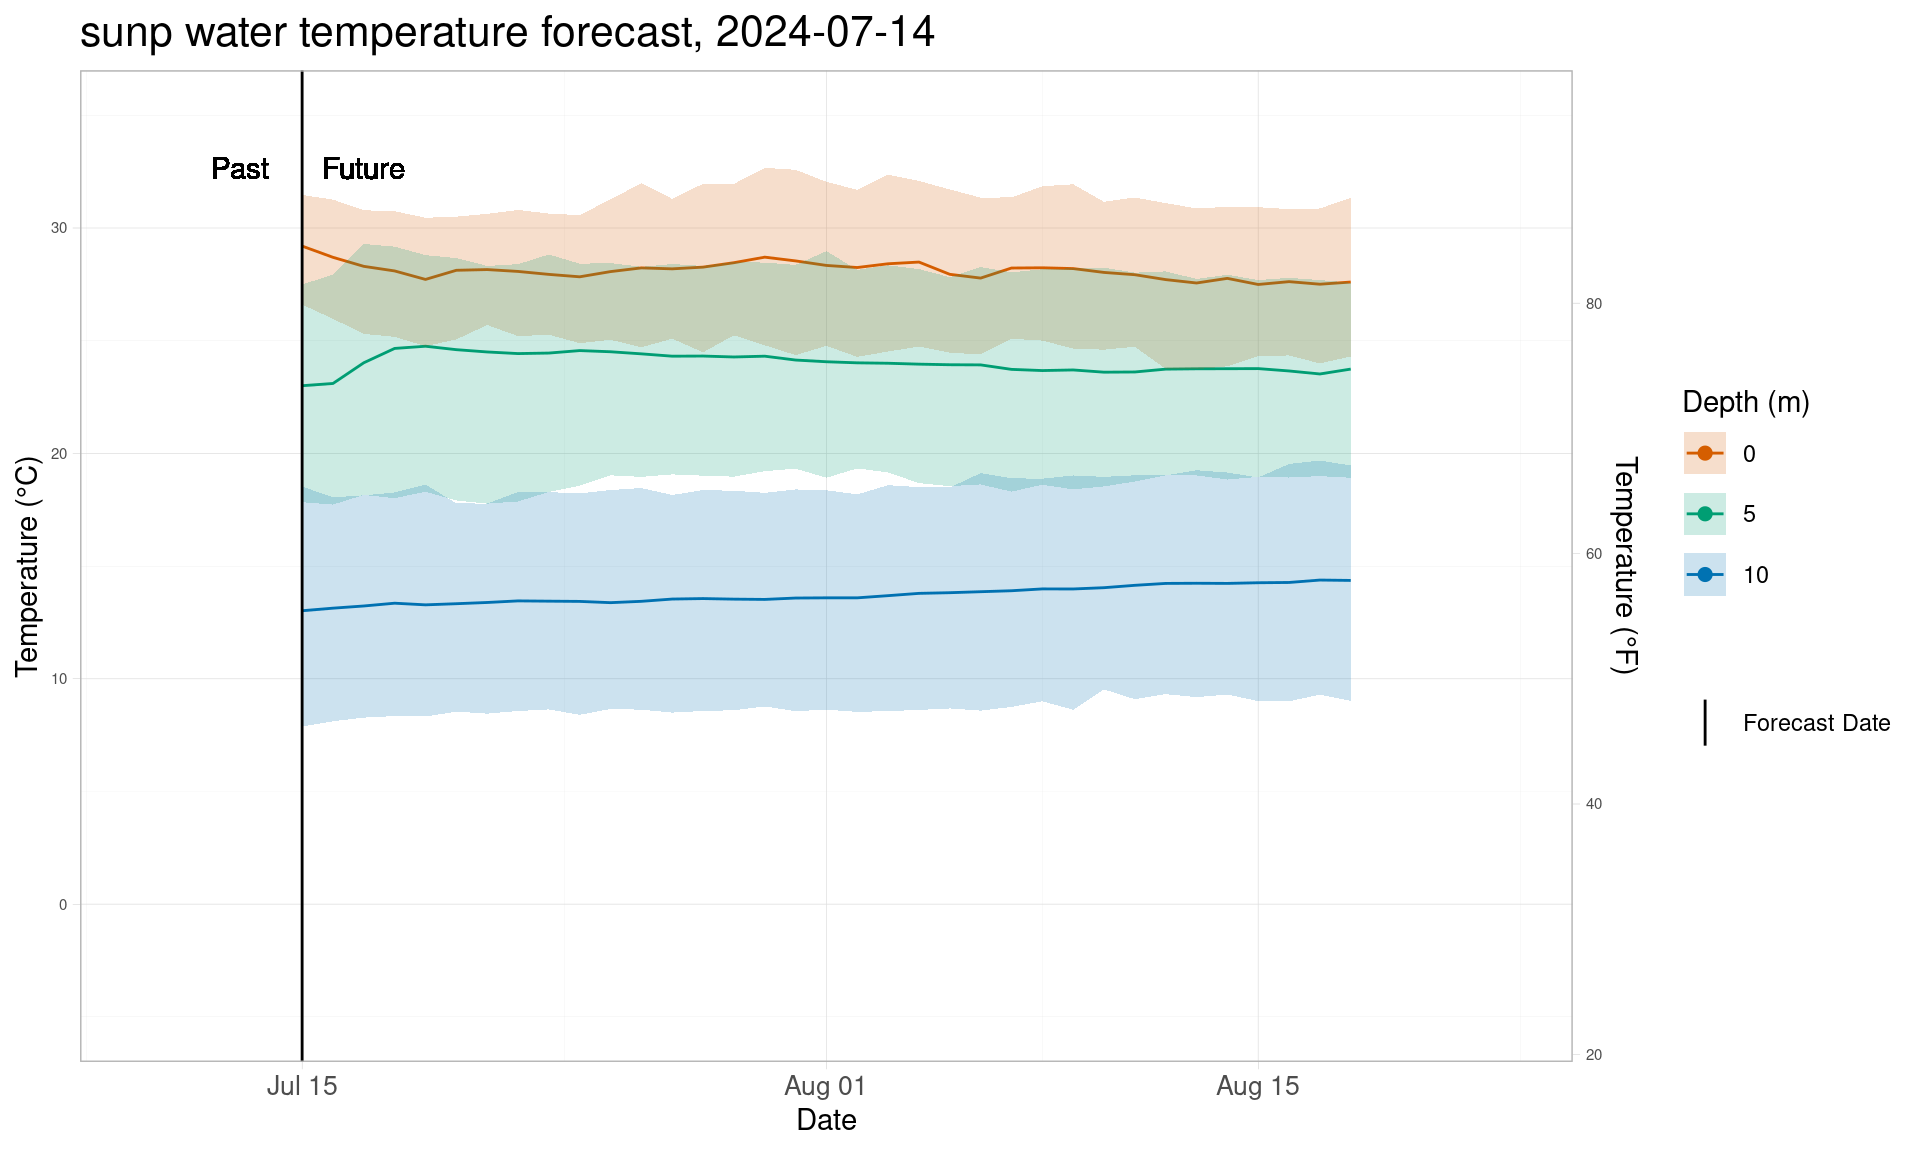 sunp water temperature forecast, 2024-07-14
Past
Future
30
20
10
0
Temperature (°C)
80
60
40
20
Temperature (°F)
Jul 15
Aug 01
Aug 15
Date
Depth (m)
0
5
10
Forecast Date